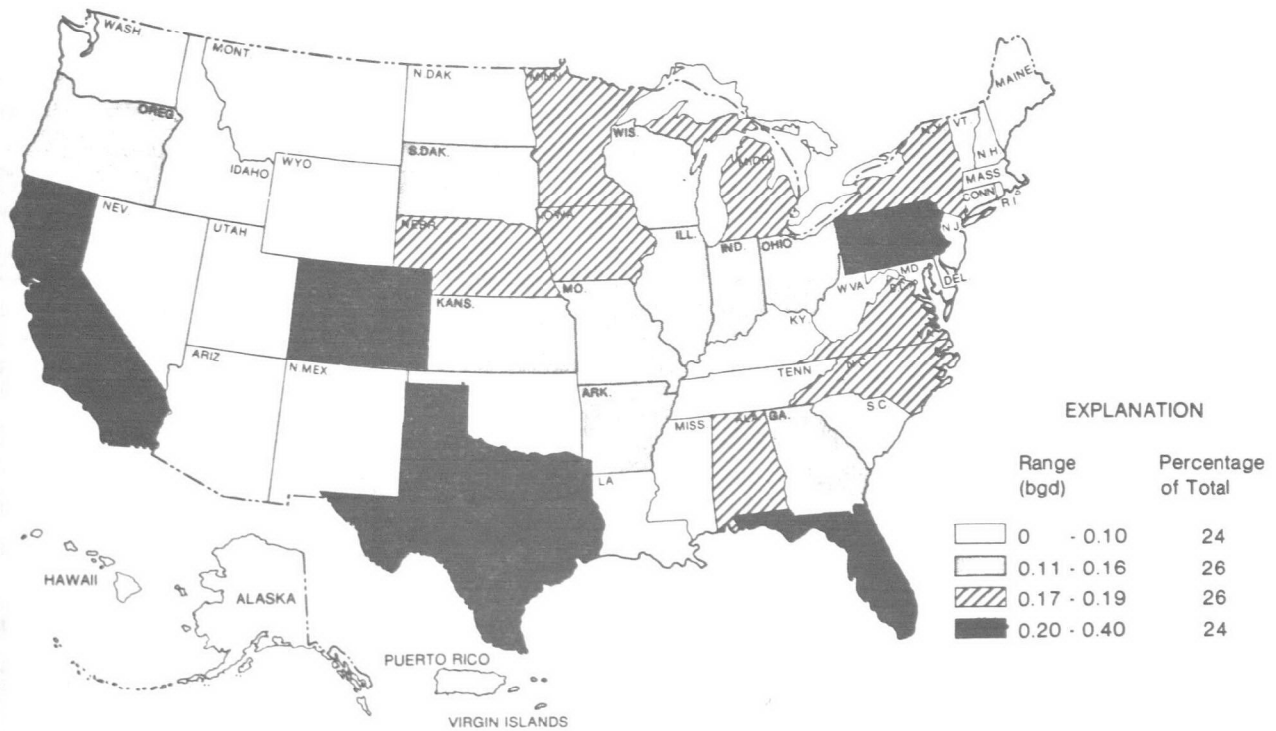 WASH
MONT.
N DAK
MINN
OREG.
IDAHO
WYO
S.DAK.
WIS.
MICH
N.Y.
VT.
MAINE
N H
MASS
CONN
R I
NEV
UTAH
NEBR
IOWA
ILL.
IND.
OHIO
N J
KANS.
MO.
W VA
MD
DEL
KY
VA
ARIZ
N MEX
ARK.
TENN
N C
S C
MISS
ALA
GA.
LA
HAWAII
ALASKA
PUERTO RICO
VIRGIN ISLANDS
EXPLANATION
Range Percentage
(bgd) of Total
0 - 0.10 24
0.11 - 0.16 26
0.17 - 0.19 26
0.20 - 0.40 24